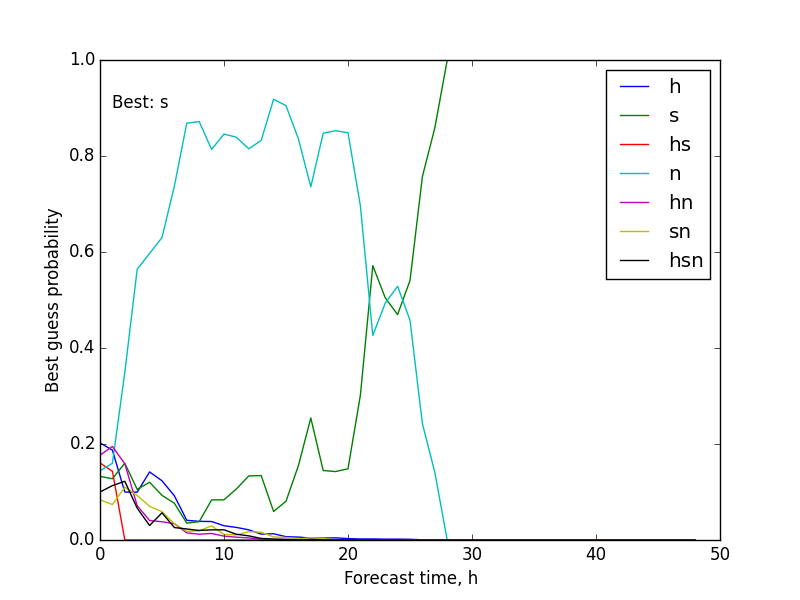 1.0
0.8
0.6
0.4
0.2
0.0
Best guess probability
Best: s
h
s
hs
n
hn
sn
hsn
0 10 20 30 40 50
Forecast time, h